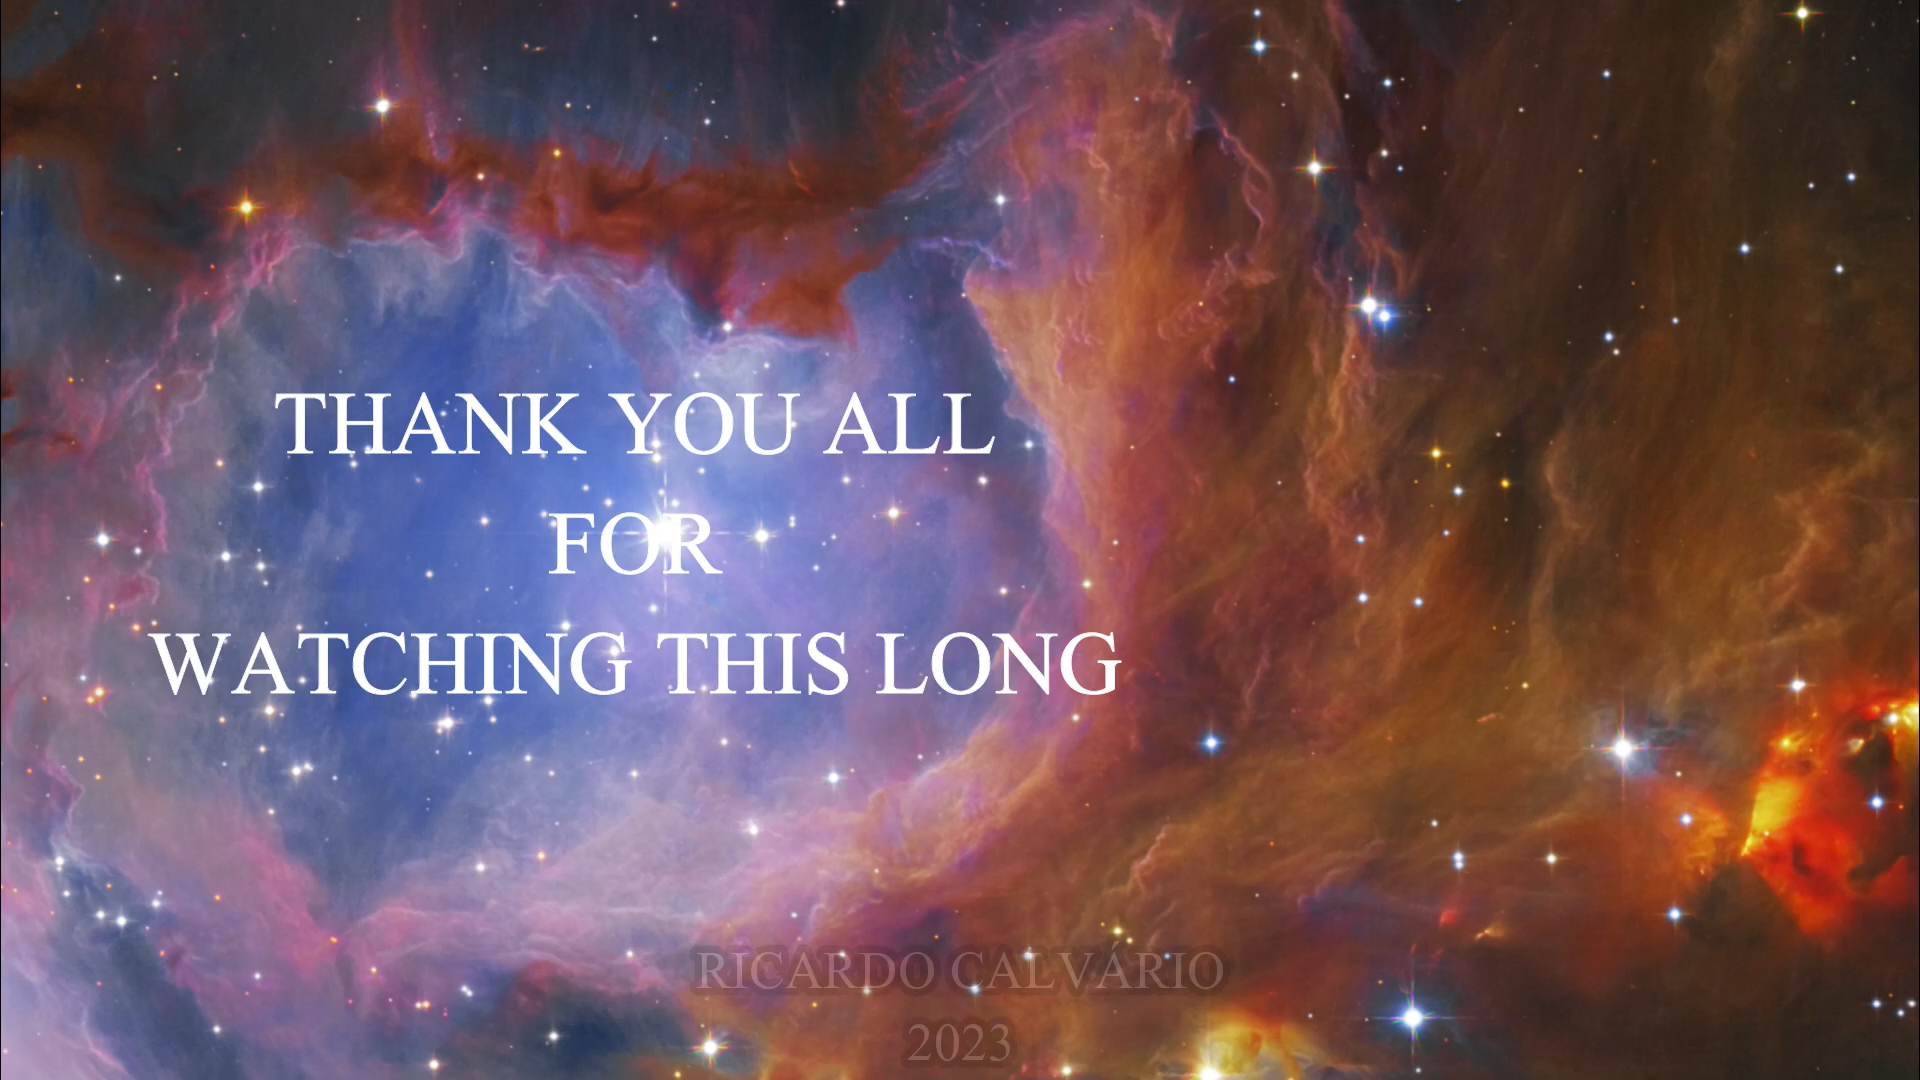 THANK YOU ALL
FOR
WATCHING THIS LONG
RICARDO CALVÁRIO
2023